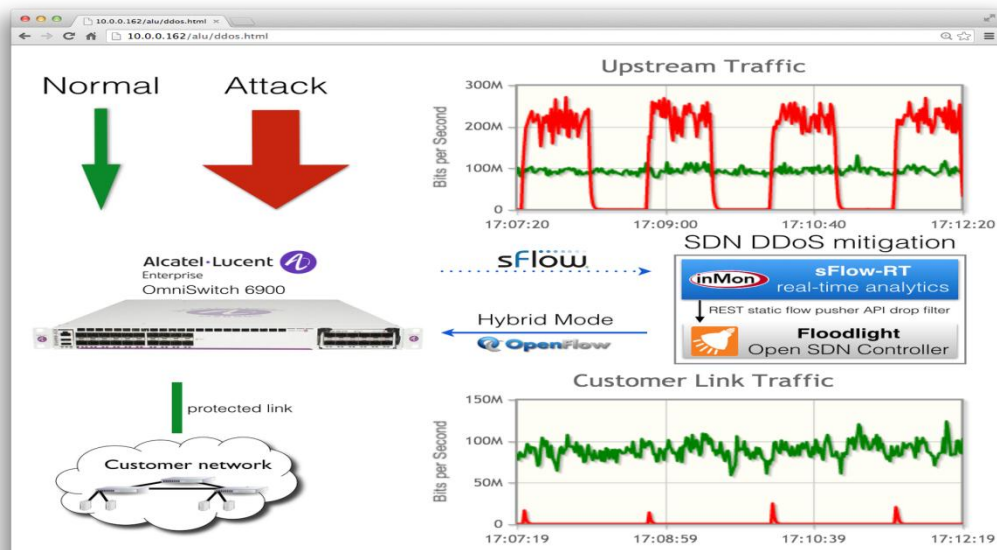 10.0.0.162/alu/ddos.html
10.0.0.162/alu/ddos.html
Normal
Attack
Upstream Traffic
Bits per Second
300M
200M
100M
0
17:07:20
17:09:00
17:10:40
17:12:20
Alcatel·Lucent
Enterprise
OmniSwitch 6900
sFlow
Hybrid Mode
OpenFlow
SDN DDoS mitigation
inMon
sFlow-RT
real-time analytics
REST static flow pusher API drop filter
Floodlight
Open SDN Controller
protected link
Customer network
Customer Link Traffic
Bits per Second
150M
100M
50M
0
17:07:19
17:08:59
17:10:39
17:12:19